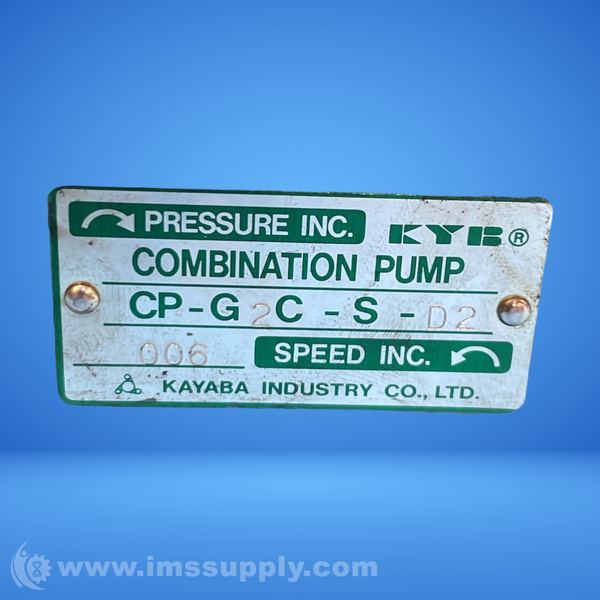 PRESSURE INC. KYB®
COMBINATION PUMP
CP-G2C-S-D2
006 SPEED INC.
KAYABA INDUSTRY CO., LTD.
www.imssupply.com